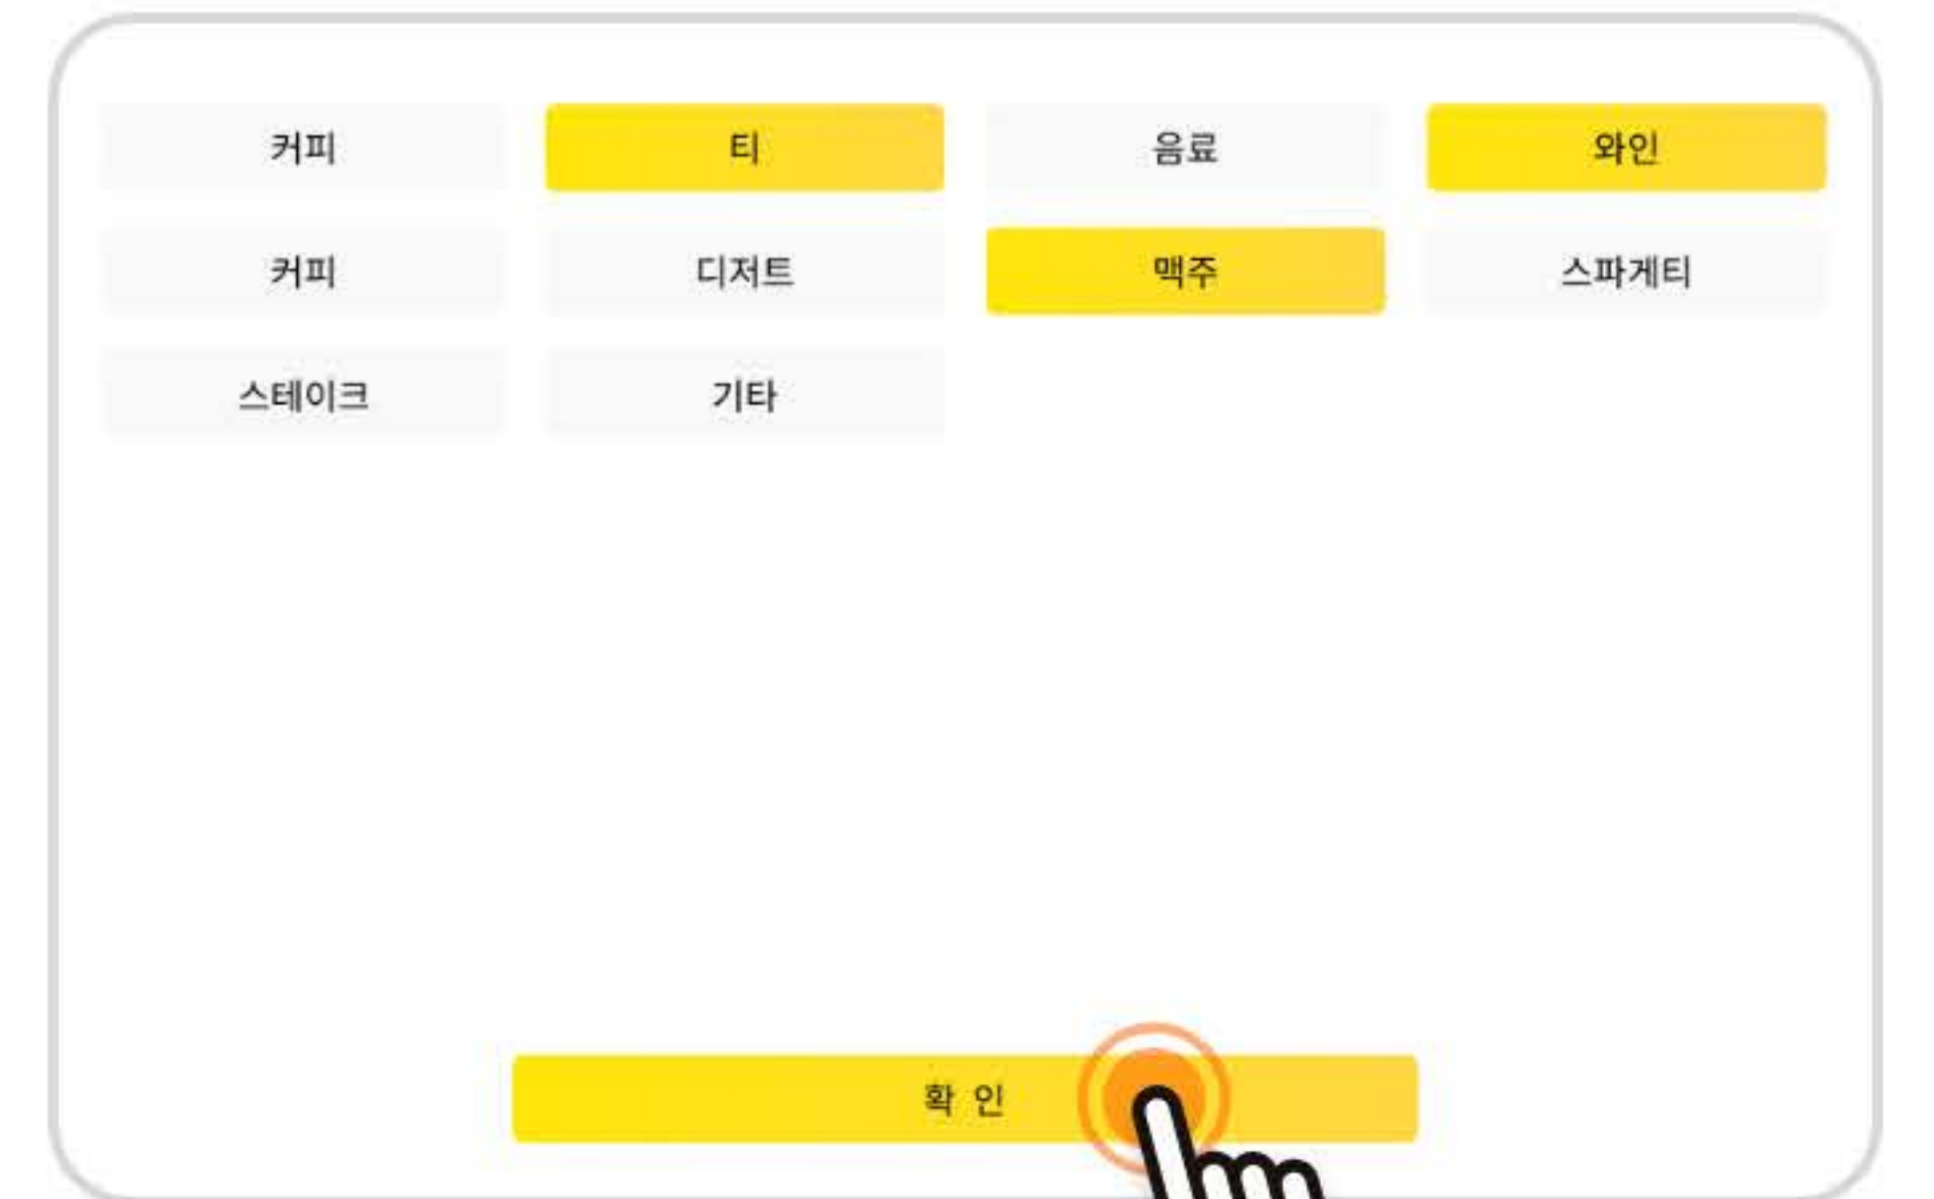 커피 티 음료 와인
커피 디저트 맥주 스파게티
스테이크 기타
확 인